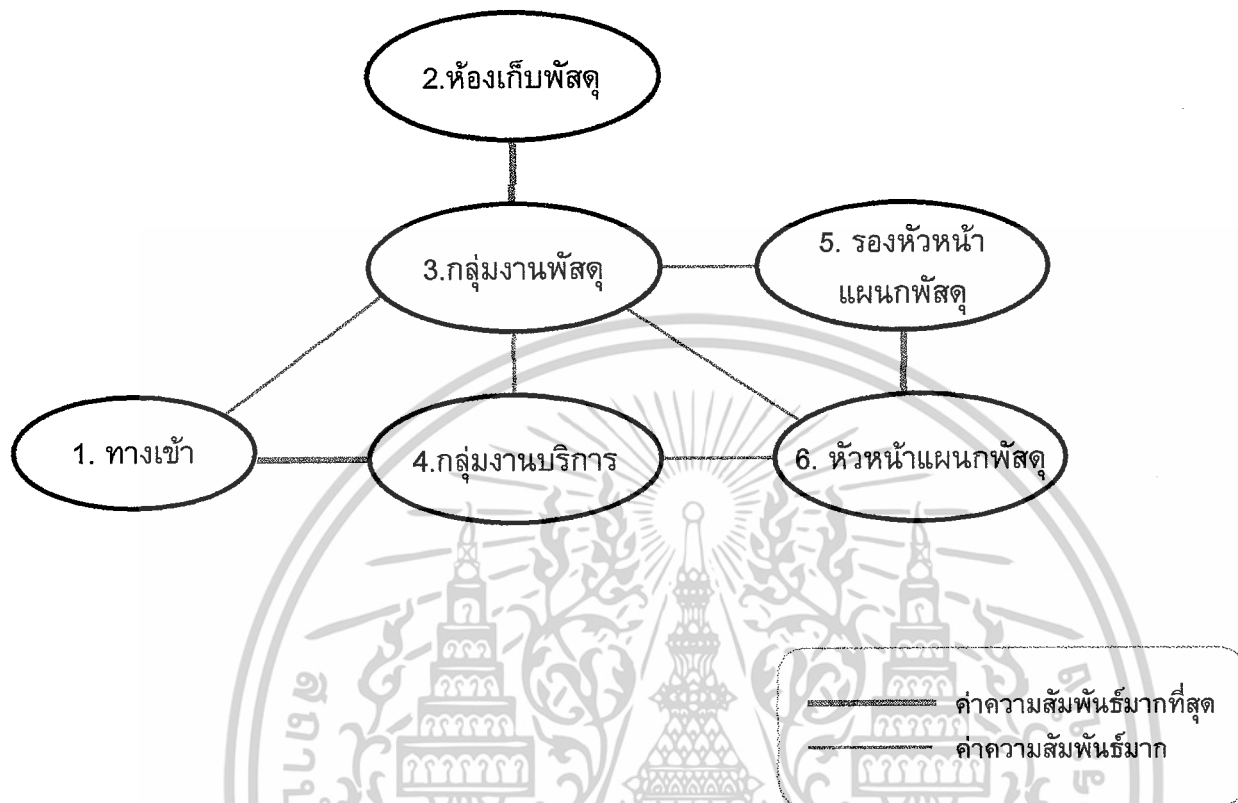 2.ห้องเก็บพัสดุ
3.กลุ่มงานพัสดุ
5. รองหัวหน้า
แผนกพัสดุ
1. ทางเข้า
4.กลุ่มงานบริการ
6. หัวหน้าแผนกพัสดุ
ค่าความสัมพันธ์มากที่สุด
ค่าความสัมพันธ์มาก